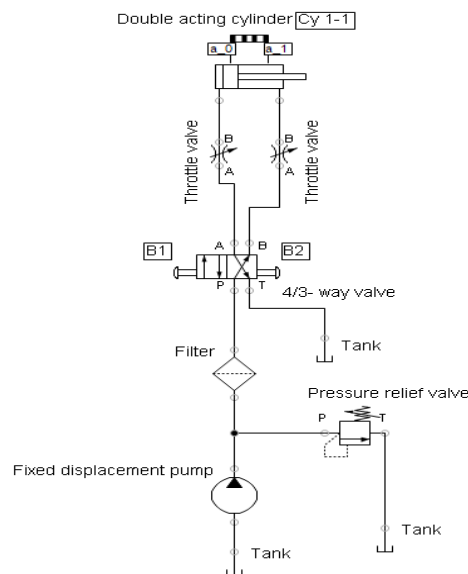 Double acting cylinder Cy 1-1
a_0 a_1
Throttle valve
B
A
Throttle valve
B
A
A B
B1 B2
P T
4/3- way valve
Tank
Filter
Pressure relief valve
P T
Fixed displacement pump
Tank
Tank